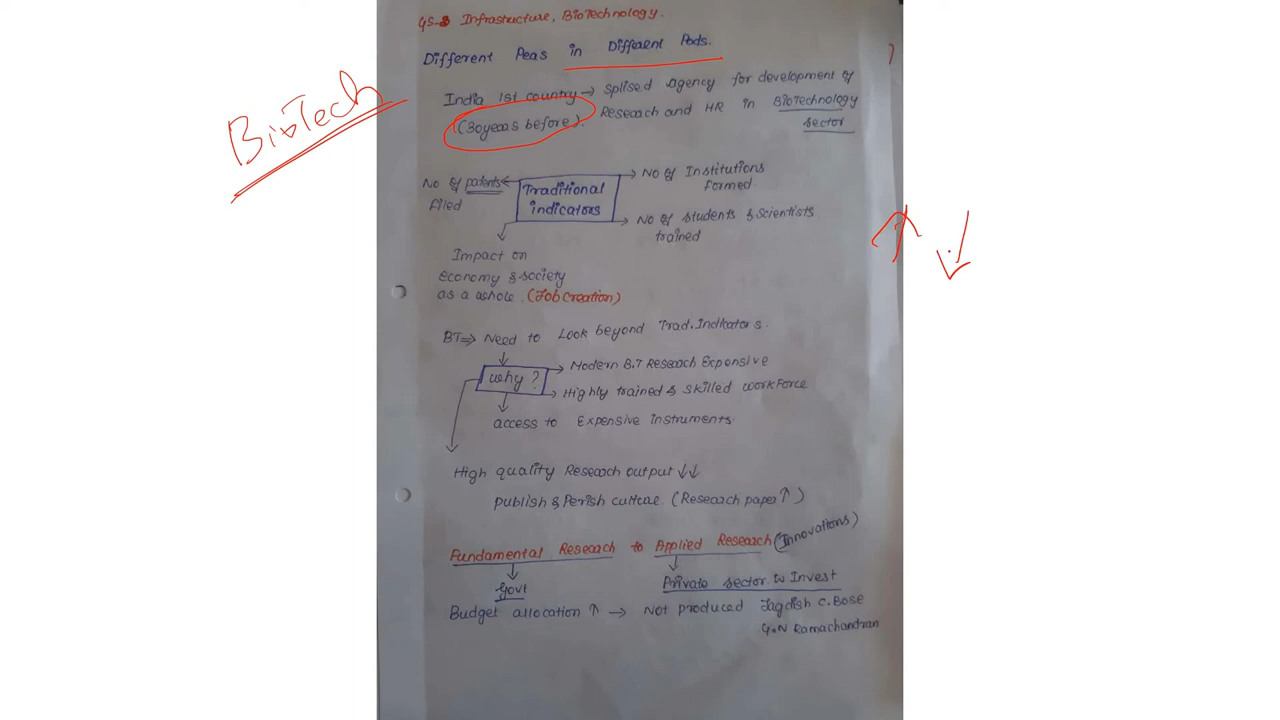 GS-3 Infrastructure, BioTechnology.
Different Peas in Different Pods.
BioTech
India 1st country → splised agency for development of
(30years before). Research and HR in BioTechnology
sector
No of patents filed
Traditional indicators
No of Institutions formed
No of students & scientists trained
Impact on
economy & society
as a whole. (Job Creation)
BT ⇒ Need to Look beyond Trad. Indicators.
Why?
Modern B.T Research Expensive
Highly trained & skilled workforce
access to Expensive instruments
High quality Research output ↓↓
Publish & Perish culture (Research paper ↑)
Fundamental Research to Applied Research (Innovations)
Govt
Private sector to Invest
Budget allocation ↑ → Not produced Jagdish C. Bose
G.N Ramachandran